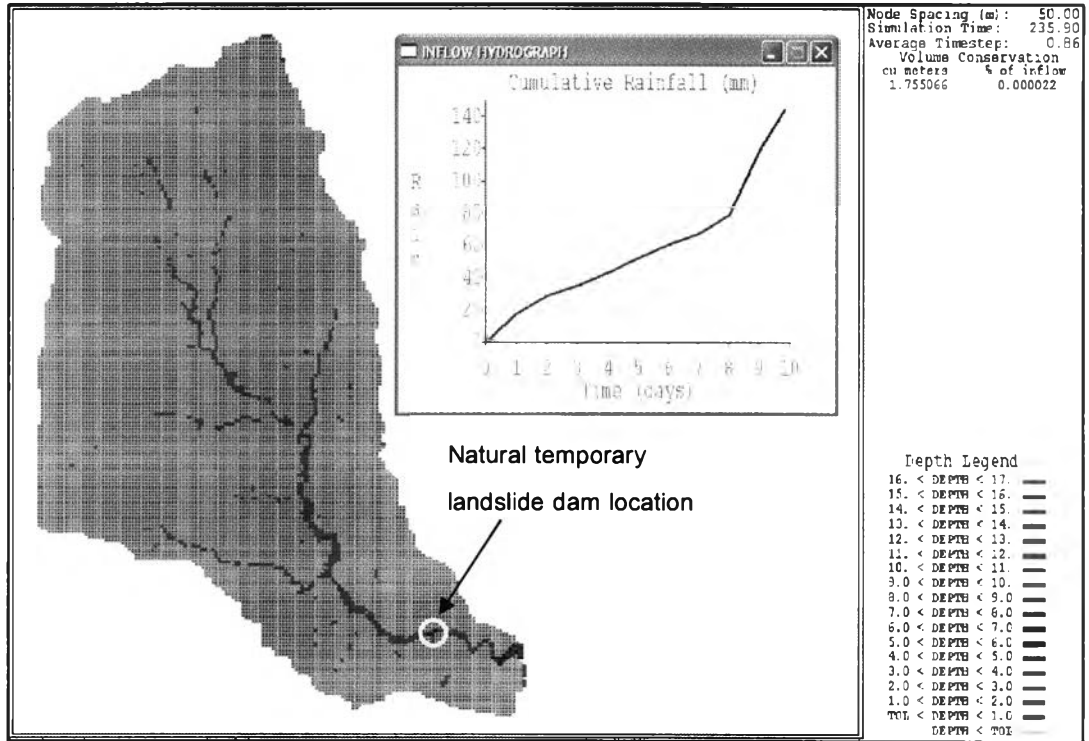 INFLOW HYDROGRAPH
Cumulative Rainfall (mm)
140
120
100
80
60
40
20
0 1 2 3 4 5 6 7 8 9 10
Time (days)
Natural temporary
landslide dam location
Node Spacing (m): 50.00
Simulation Time: 235.90
Average Timestep: 0.86
Volume Conservation
cu meters % of inflow
1.755066 0.000022
Depth Legend
16. < DEPTH < 17.
15. < DEPTH < 16.
14. < DEPTH < 15.
13. < DEPTH < 14.
12. < DEPTH < 13.
11. < DEPTH < 12.
10. < DEPTH < 11.
9.0 < DEPTH < 10.
8.0 < DEPTH < 9.0
7.0 < DEPTH < 8.0
6.0 < DEPTH < 7.0
5.0 < DEPTH < 6.0
4.0 < DEPTH < 5.0
3.0 < DEPTH < 4.0
2.0 < DEPTH < 3.0
1.0 < DEPTH < 2.0
TOL < DEPTH < 1.0
DEPTH < TOL